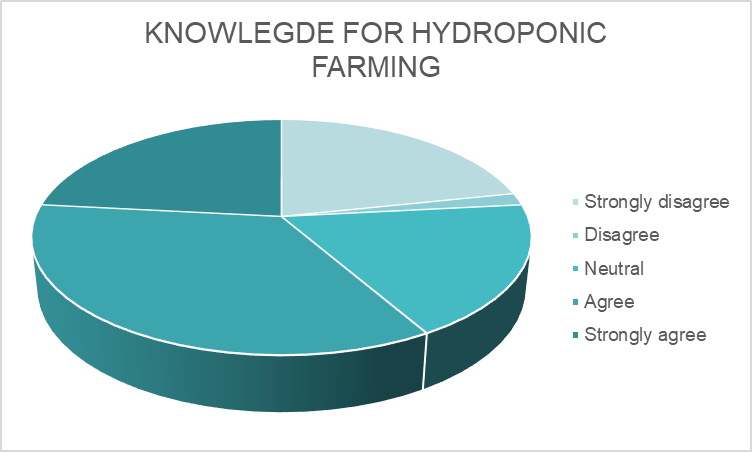 KNOWLEGDE FOR HYDROPONIC
FARMING
Strongly disagree
Disagree
Neutral
Agree
Strongly agree